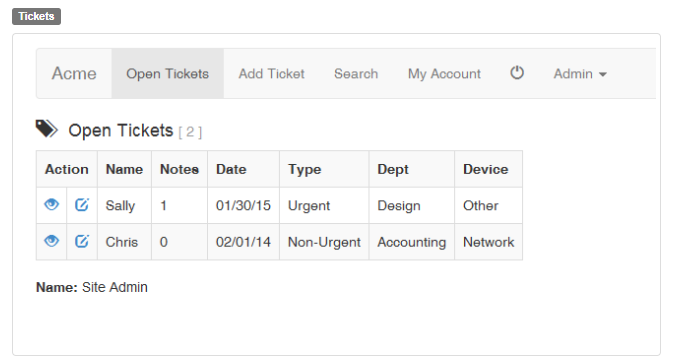 Tickets
Acme Open Tickets Add Ticket Search My Account Admin
Open Tickets [ 2 ]
Action Name Notes Date Type Dept Device
Sally 1 01/30/15 Urgent Design Other
Chris 0 02/01/14 Non-Urgent Accounting Network
Name: Site Admin